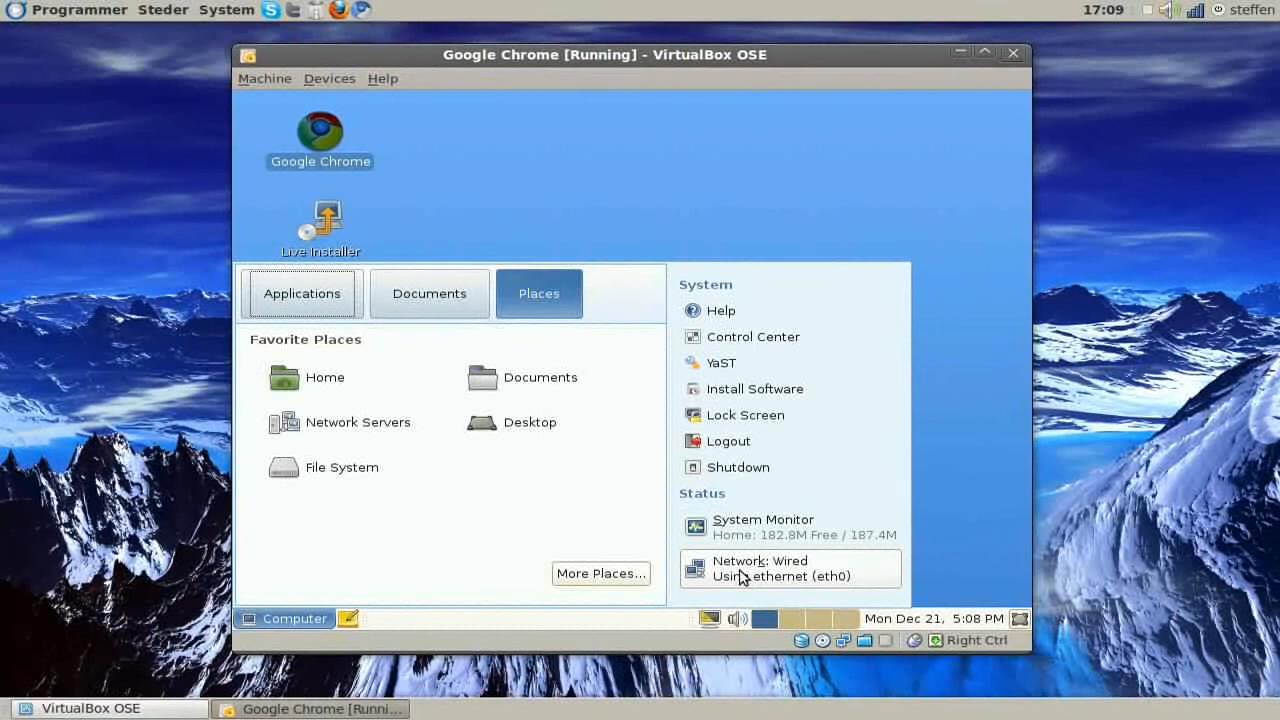 Programmer Steder System
17:09
steffen
Google Chrome [Running] - VirtualBox OSE
Machine Devices Help
Google Chrome
Live Installer
Applications Documents Places
Favorite Places
Home Documents
Network Servers Desktop
File System
More Places...
System
Help
Control Center
YaST
Install Software
Lock Screen
Logout
Shutdown
Status
System Monitor
Home: 182.8M Free / 187.4M
Network: Wired
Using ethernet (eth0)
Computer
Mon Dec 21, 5:08 PM
Right Ctrl
VirtualBox OSE
Google Chrome [Runni...